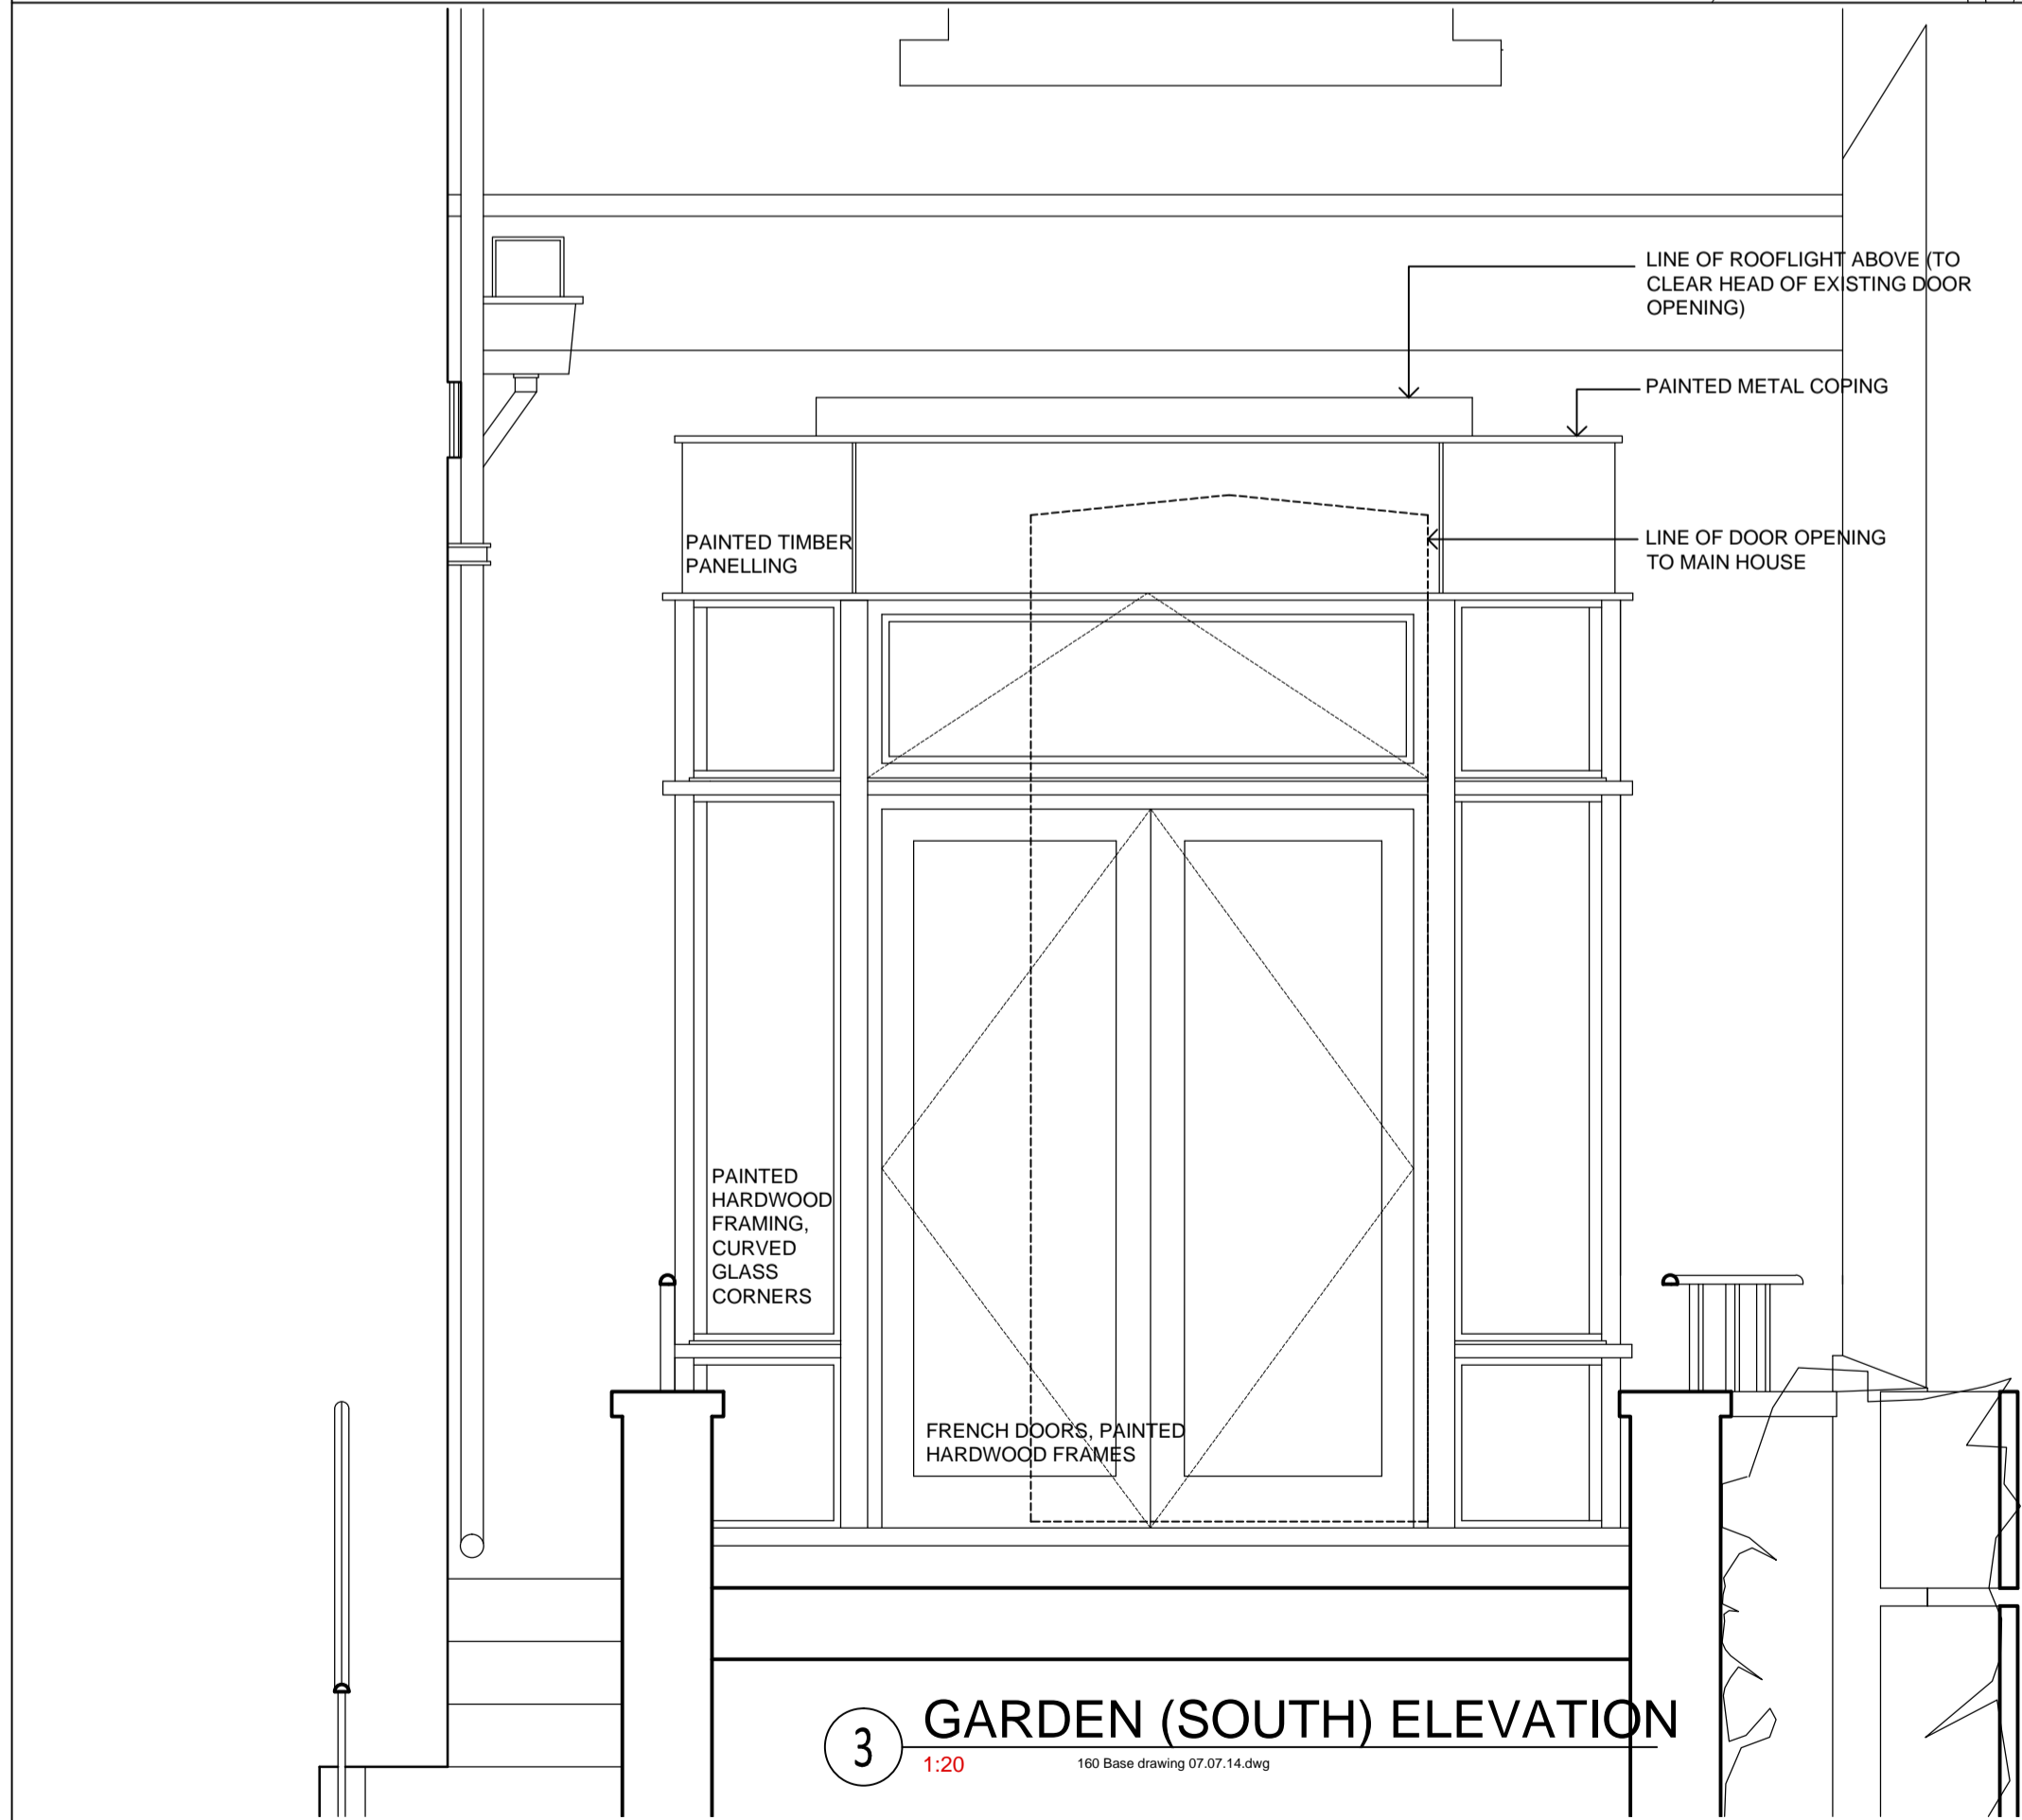 LINE OF ROOFLIGHT ABOVE (TO
CLEAR HEAD OF EXISTING DOOR
OPENING)
PAINTED METAL COPING
LINE OF DOOR OPENING
TO MAIN HOUSE
PAINTED TIMBER
PANELLING
PAINTED
HARDWOOD
FRAMING,
CURVED
GLASS
CORNERS
FRENCH DOORS, PAINTED
HARDWOOD FRAMES
3
GARDEN (SOUTH) ELEVATION
1:20
160 Base drawing 07.07.14.dwg